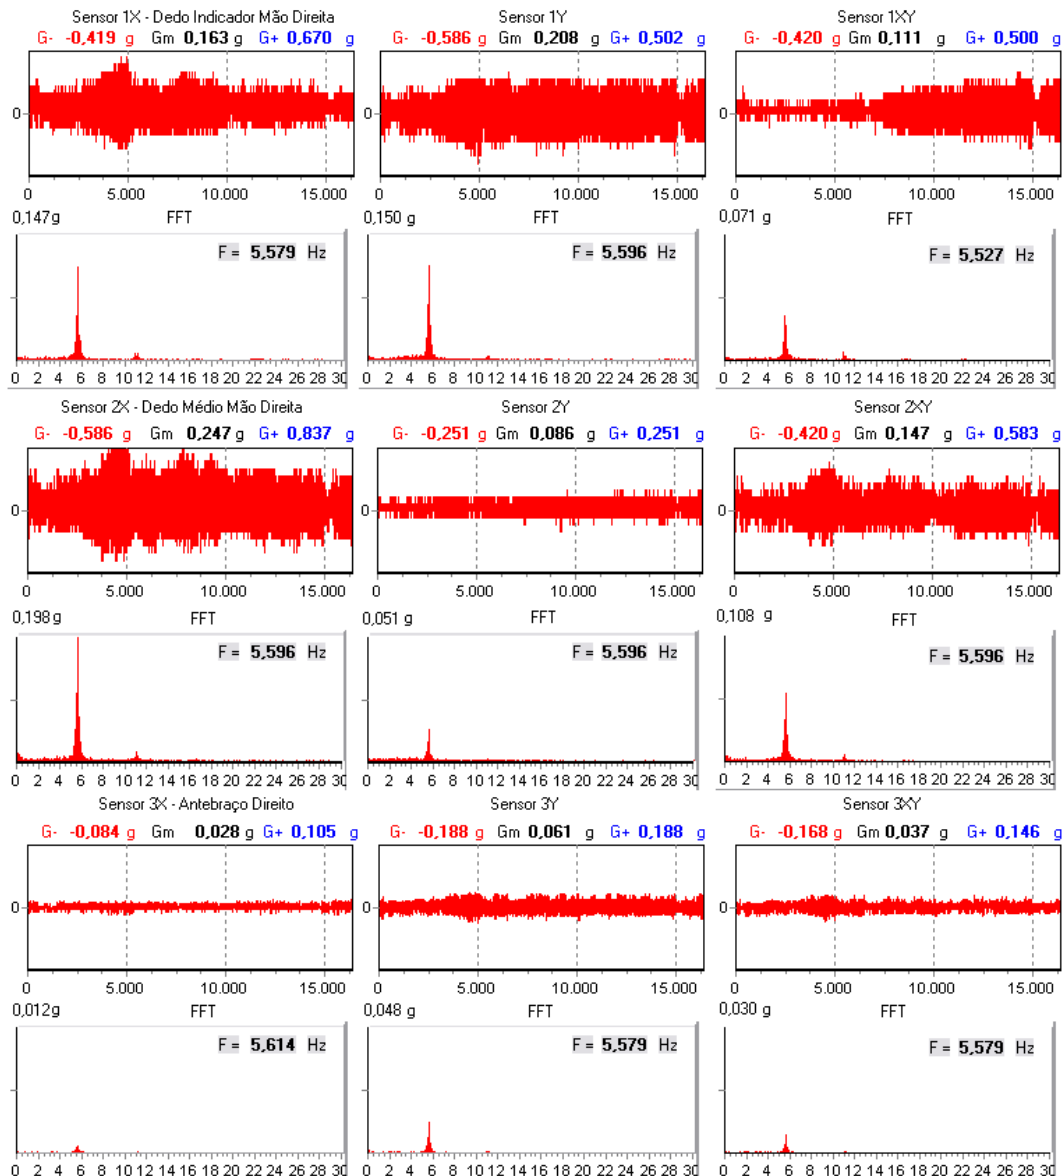 Sensor 1X - Dedo Indicador Mão Direita
G- -0,419 g Gm 0,163 g G+ 0,670 g
0
0 5.000 10.000 15.000
0,147g FFT
F = 5,579 Hz
0 2 4 6 8 10 12 14 16 18 20 22 24 26 28 30
Sensor 1Y
G- -0,586 g Gm 0,208 g G+ 0,502 g
0
0 5.000 10.000 15.000
0,150 g FFT
F = 5,596 Hz
0 2 4 6 8 10 12 14 16 18 20 22 24 26 28 30
Sensor 1XY
G- -0,420 g Gm 0,111 g G+ 0,500 g
0
0 5.000 10.000 15.000
0,071 g FFT
F = 5,527 Hz
0 2 4 6 8 10 12 14 16 18 20 22 24 26 28 30
Sensor 2X - Dedo Médio Mão Direita
G- -0,586 g Gm 0,247 g G+ 0,837 g
0
0 5.000 10.000 15.000
0,198 g FFT
F = 5,596 Hz
0 2 4 6 8 10 12 14 16 18 20 22 24 26 28 30
Sensor 2Y
G- -0,251 g Gm 0,086 g G+ 0,251 g
0
0 5.000 10.000 15.000
0,051 g FFT
F = 5,596 Hz
0 2 4 6 8 10 12 14 16 18 20 22 24 26 28 30
Sensor 2XY
G- -0,420 g Gm 0,147 g G+ 0,583 g
0
0 5.000 10.000 15.000
0,108 g FFT
F = 5,596 Hz
0 2 4 6 8 10 12 14 16 18 20 22 24 26 28 30
Sensor 3X - Antebraço Direito
G- -0,084 g Gm 0,028 g G+ 0,105 g
0
0 5.000 10.000 15.000
0,012g FFT
F = 5,614 Hz
0 2 4 6 8 10 12 14 16 18 20 22 24 26 28 30
Sensor 3Y
G- -0,188 g Gm 0,061 g G+ 0,188 g
0
0 5.000 10.000 15.000
0,048 g FFT
F = 5,579 Hz
0 2 4 6 8 10 12 14 16 18 20 22 24 26 28 30
Sensor 3XY
G- -0,168 g Gm 0,037 g G+ 0,146 g
0
0 5.000 10.000 15.000
0,030 g FFT
F = 5,579 Hz
0 2 4 6 8 10 12 14 16 18 20 22 24 26 28 30